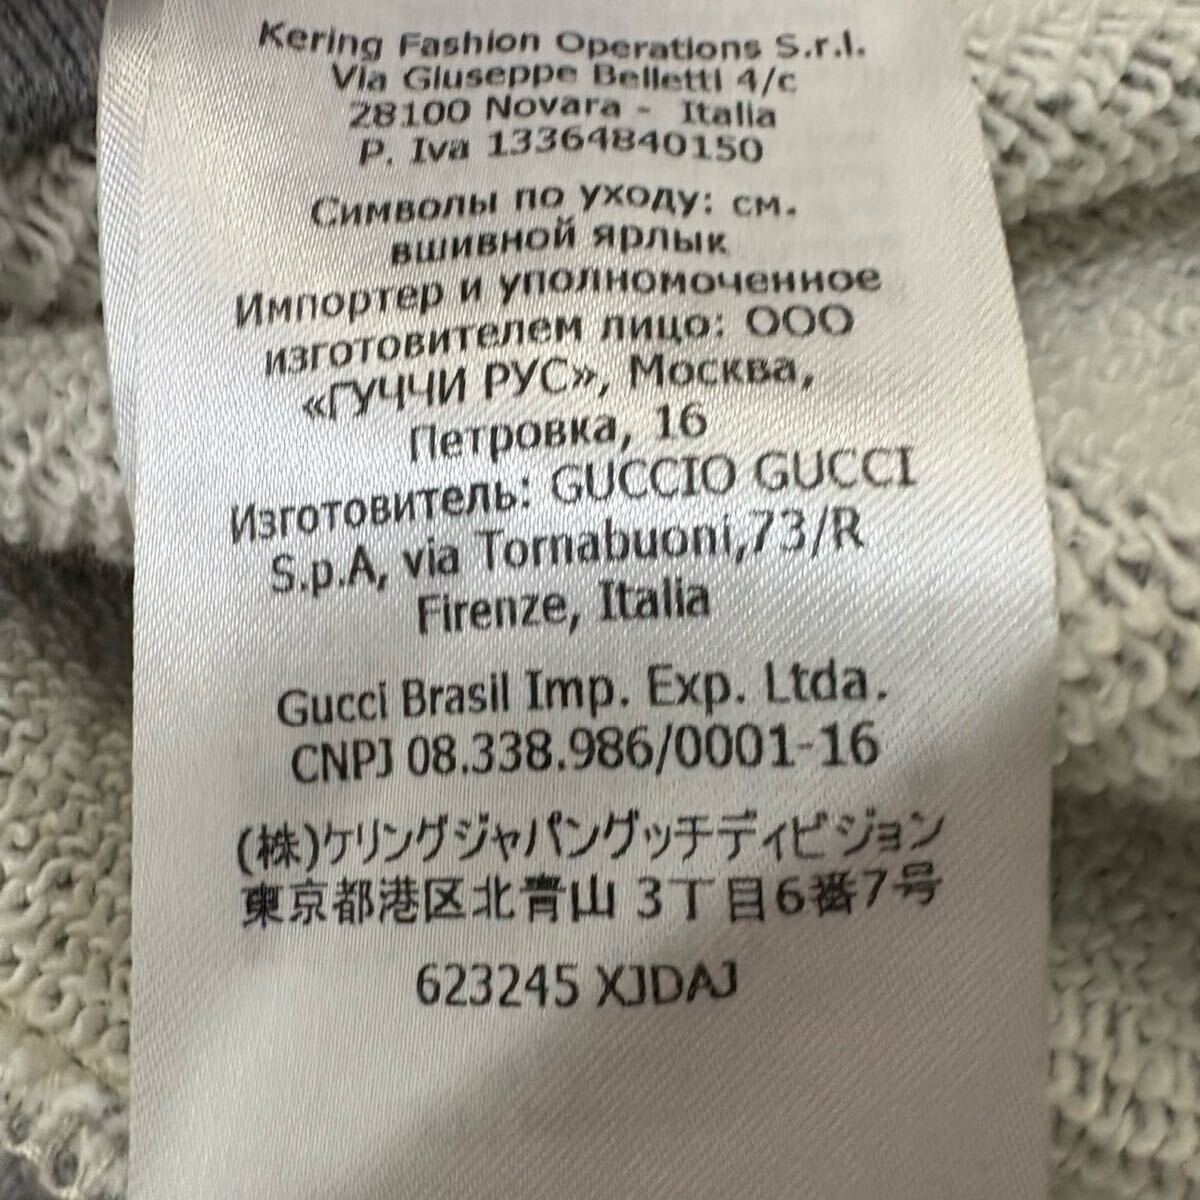 Kering Fashion Operations S.r.l.
Via Giuseppe Belletti 4/c
28100 Novara - Italia
P. Iva 13364840150
Символы по уходу: см.
вшивной ярлык
Импортер и уполномоченное
изготовителем лицо: ООО
«ГУЧЧИ РУС», Москва,
Петровка, 16
Изготовитель: GUCCIO GUCCI
S.p.A, via Tornabuoni,73/R
Firenze, Italia
Gucci Brasil Imp. Exp. Ltda.
CNPJ 08.338.986/0001-16
(株)ケリングジャパングッチディビジョン
東京都港区北青山 3丁目6番7号
623245 XJDAJ